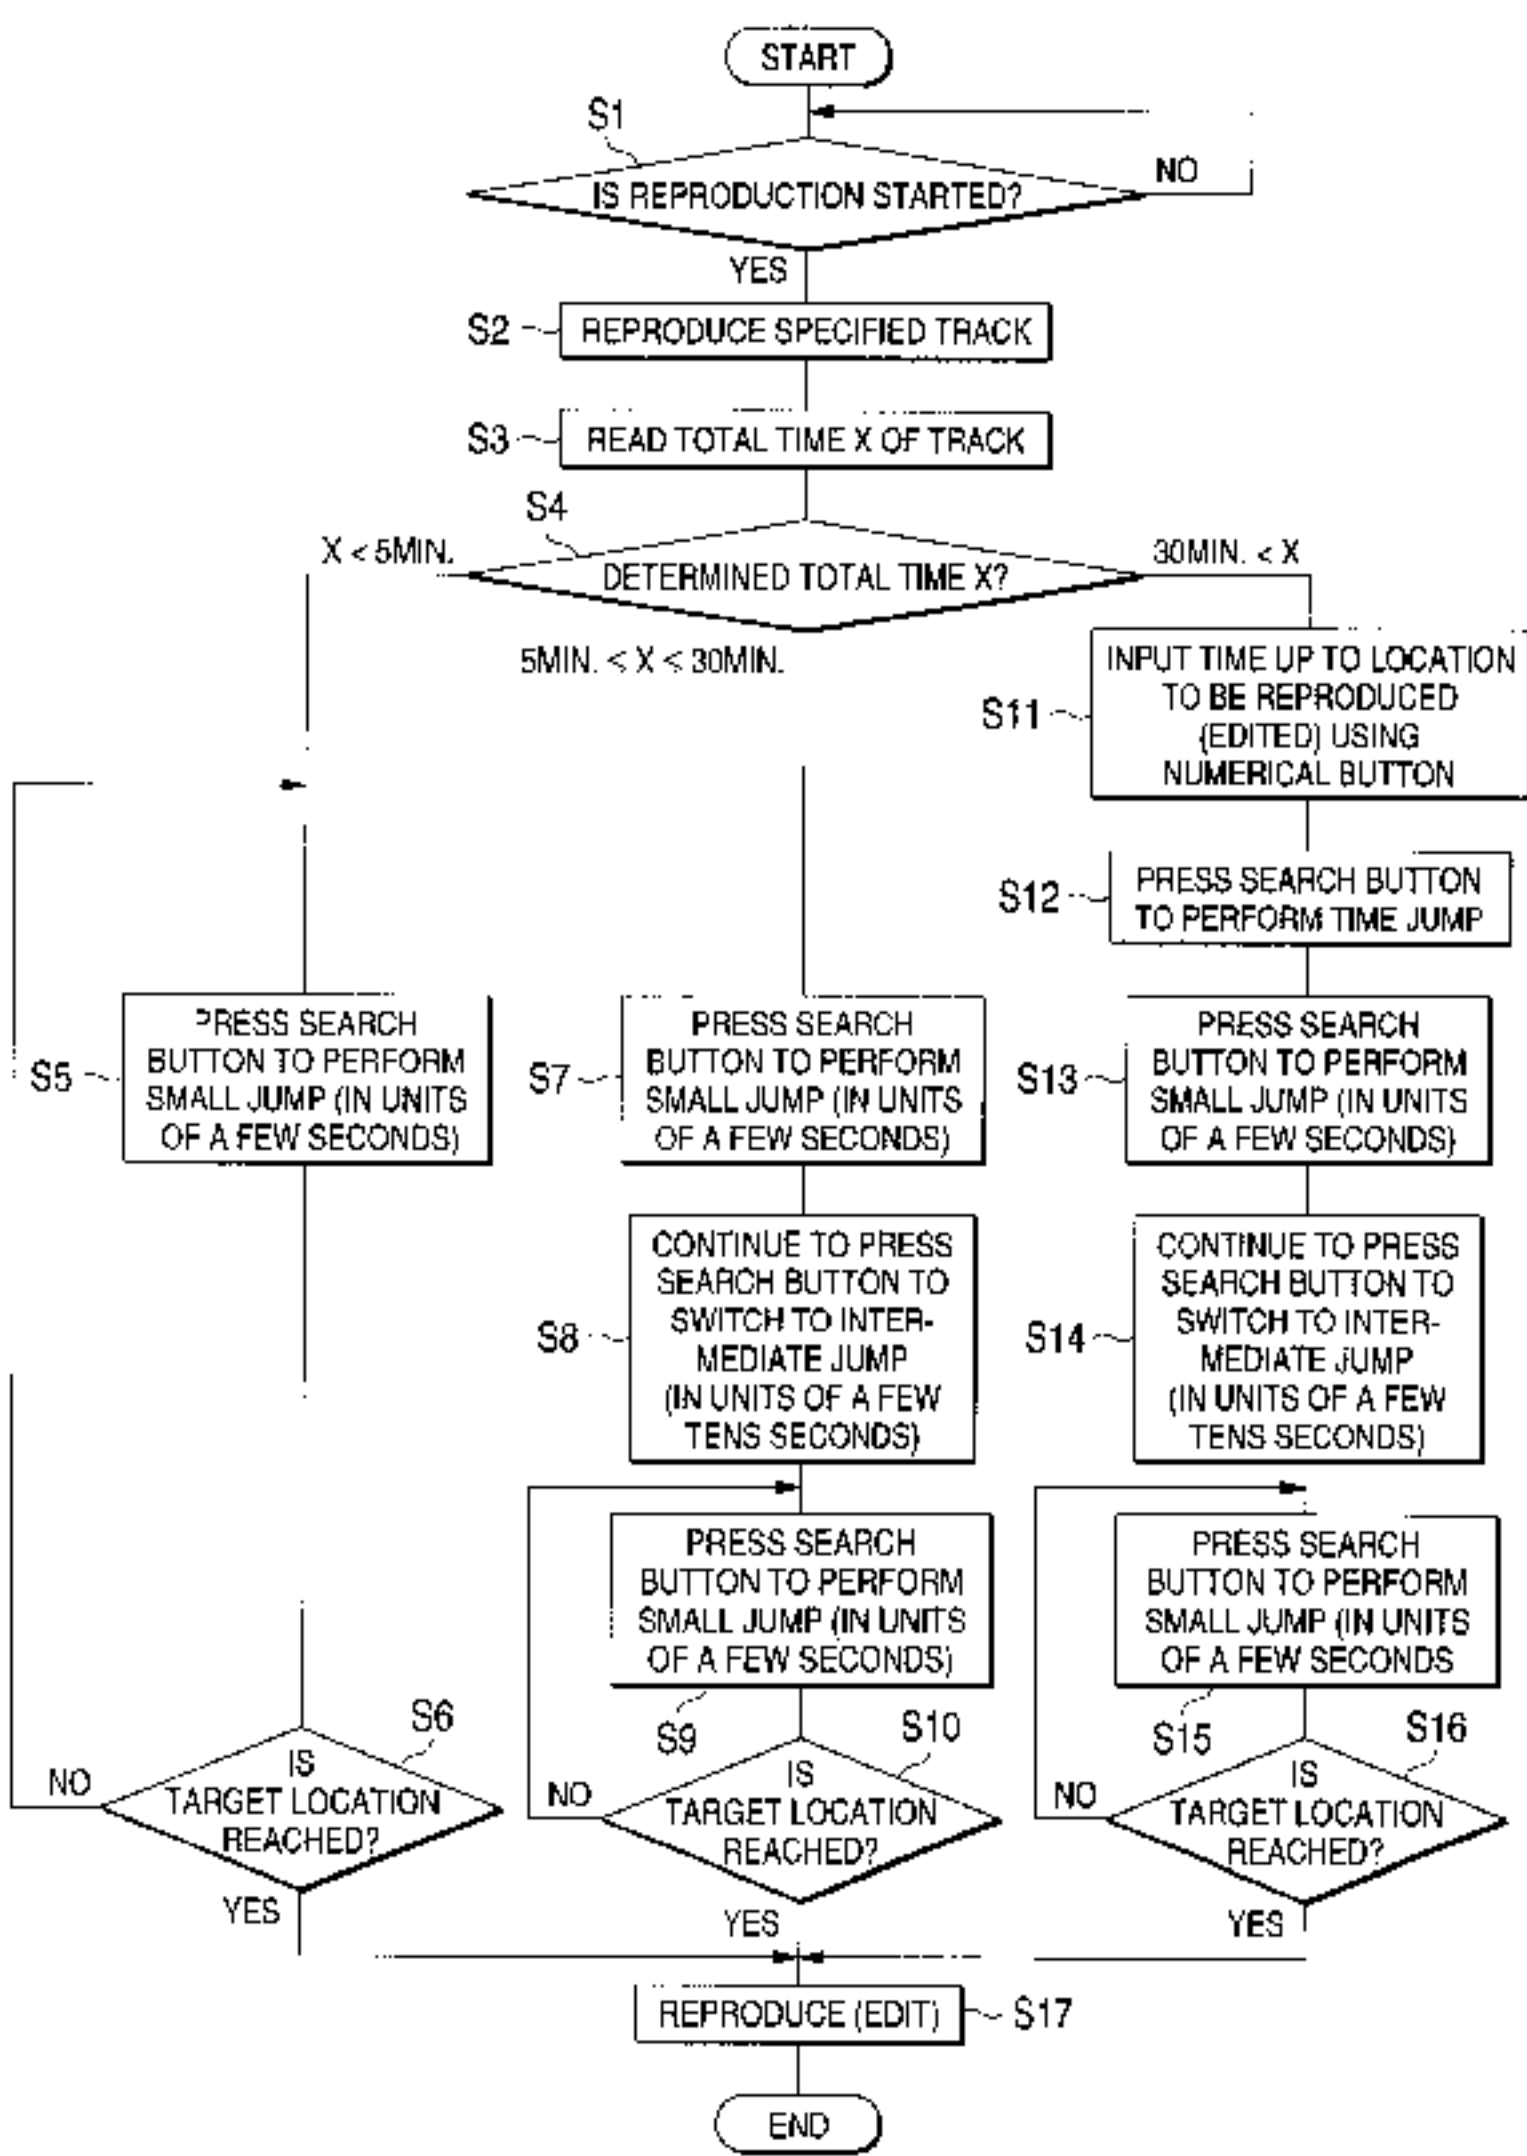 START
S1
NO
IS REPRODUCTION STARTED?
YES
S2
REPRODUCE SPECIFIED TRACK
S3
READ TOTAL TIME X OF TRACK
S4
X < 5MIN.
30MIN. < X
DETERMINED TOTAL TIME X?
5MIN. < X < 30MIN.
S11
INPUT TIME UP TO LOCATION
TO BE REPRODUCED
(EDITED) USING
NUMERICAL BUTTON
S12
PRESS SEARCH BUTTON
TO PERFORM TIME JUMP
S5
PRESS SEARCH
BUTTON TO PERFORM
SMALL JUMP (IN UNITS
OF A FEW SECONDS)
S7
PRESS SEARCH
BUTTON TO PERFORM
SMALL JUMP (IN UNITS
OF A FEW SECONDS)
S13
PRESS SEARCH
BUTTON TO PERFORM
SMALL JUMP (IN UNITS
OF A FEW SECONDS)
S8
CONTINUE TO PRESS
SEARCH BUTTON TO
SWITCH TO INTER-
MEDIATE JUMP
(IN UNITS OF A FEW
TENS SECONDS)
S14
CONTINUE TO PRESS
SEARCH BUTTON TO
SWITCH TO INTER-
MEDIATE JUMP
(IN UNITS OF A FEW
TENS SECONDS)
PRESS SEARCH
BUTTON TO PERFORM
SMALL JUMP (IN UNITS
OF A FEW SECONDS)
S9
PRESS SEARCH
BUTTON TO PERFORM
SMALL JUMP (IN UNITS
OF A FEW SECONDS
S15
S6
NO
IS
TARGET LOCATION
REACHED?
YES
S10
NO
IS
TARGET LOCATION
REACHED?
YES
S16
NO
IS
TARGET LOCATION
REACHED?
YES
REPRODUCE (EDIT)
S17
END